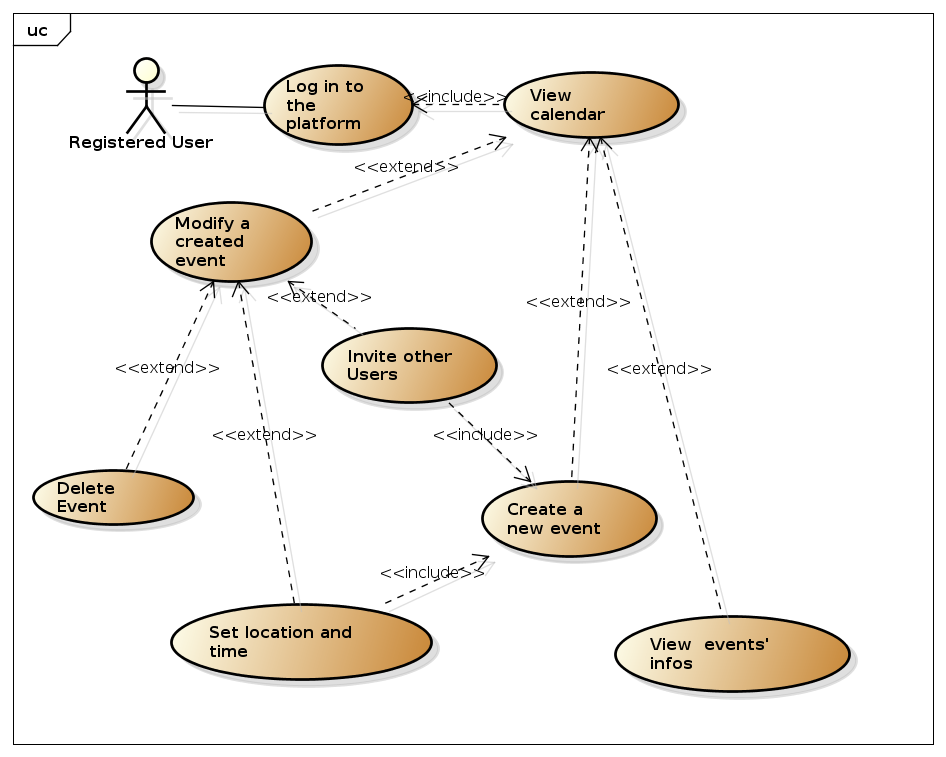 uc
Log in to
the
platform
<<include>>
View
calendar
Registered User
<<extend>>
Modify a
created
event
<<extend>>
<<extend>>
Invite other
Users
<<extend>>
<<extend>>
<<extend>>
<<include>>
Delete
Event
Create a
new event
<<include>>
Set location and
time
View  events'
infos